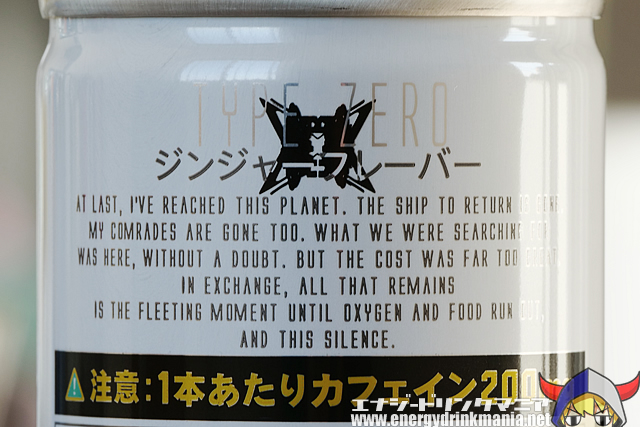 TYPE ZERO
ジンジャー+フレーバー
AT LAST, I'VE REACHED THIS PLANET. THE SHIP TO RETURN IS GONE.
MY COMRADES ARE GONE TOO. WHAT WE WERE SEARCHING FOR
WAS HERE, WITHOUT A DOUBT. BUT THE COST WAS FAR TOO GREAT.
IN EXCHANGE, ALL THAT REMAINS
IS THE FLEETING MOMENT UNTIL OXYGEN AND FOOD RUN OUT,
AND THIS SILENCE.
注意:1本あたりカフェイン200
エナジードリンクマニア
www.energydrinkmania.net